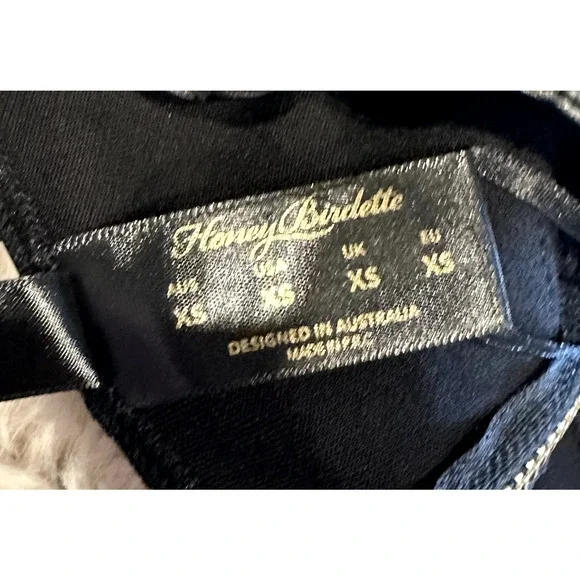 Honey Birdette
AUS USA UK EU
XS XS XS XS
DESIGNED IN AUSTRALIA
MADE IN P.R.C